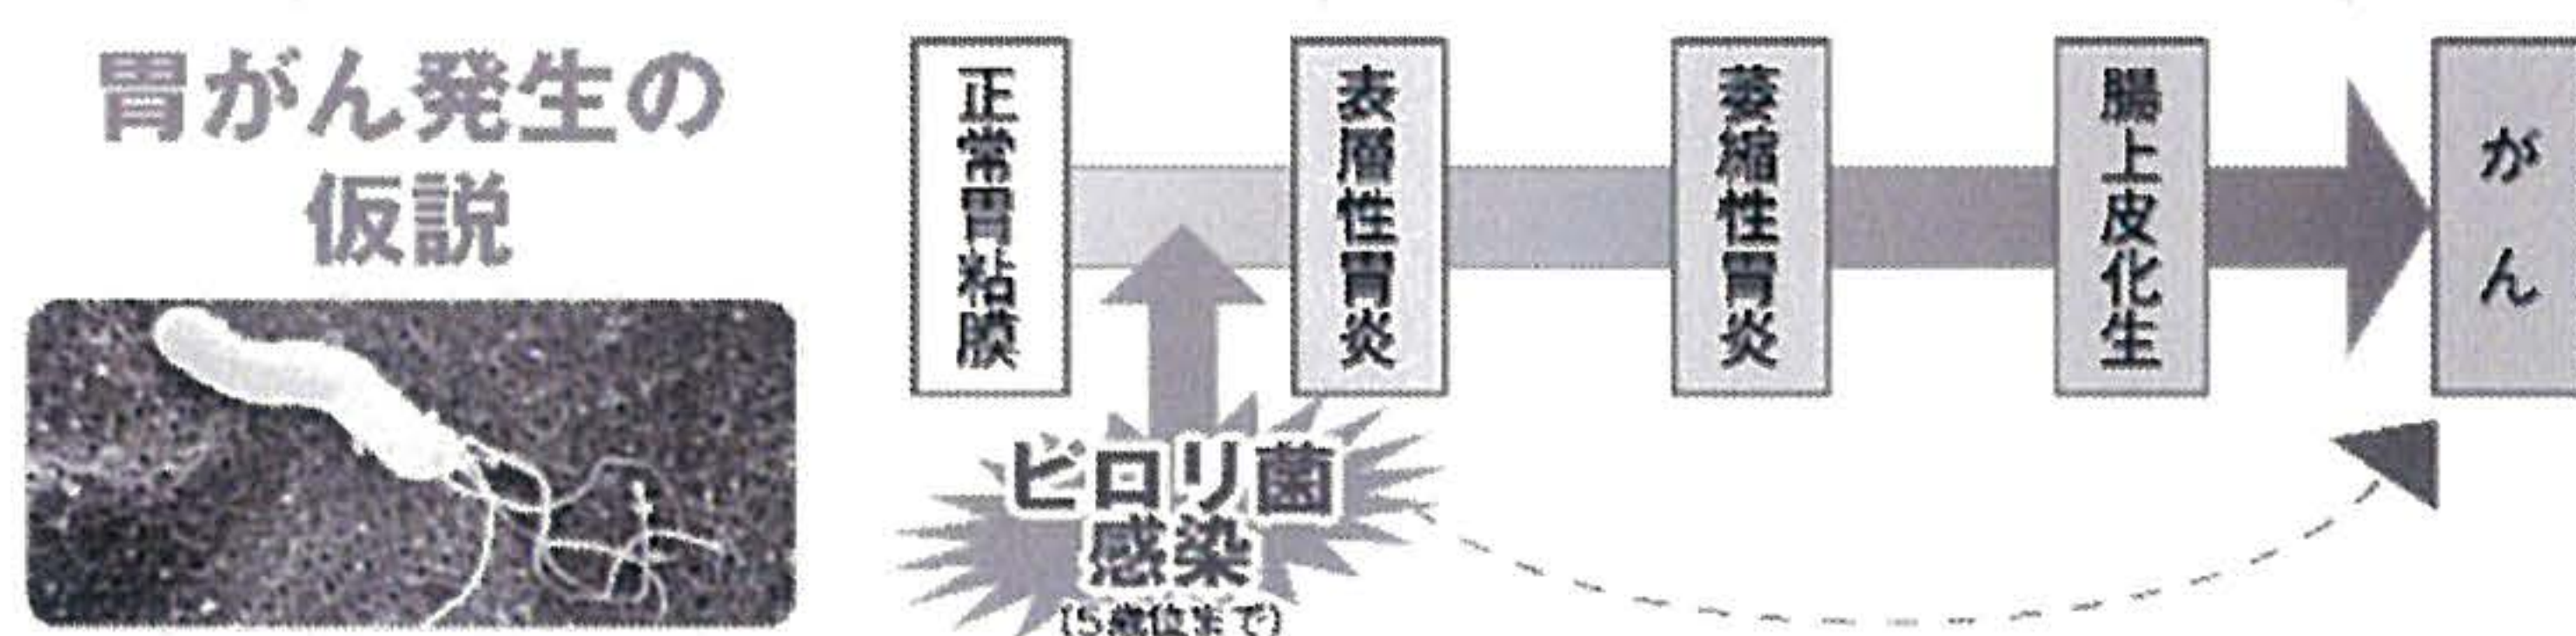 胃がん発生の
仮説
正常胃粘膜
表層性胃炎
萎縮性胃炎
腸上皮化生
がん
ピロリ菌
感染
(5歳位まで)